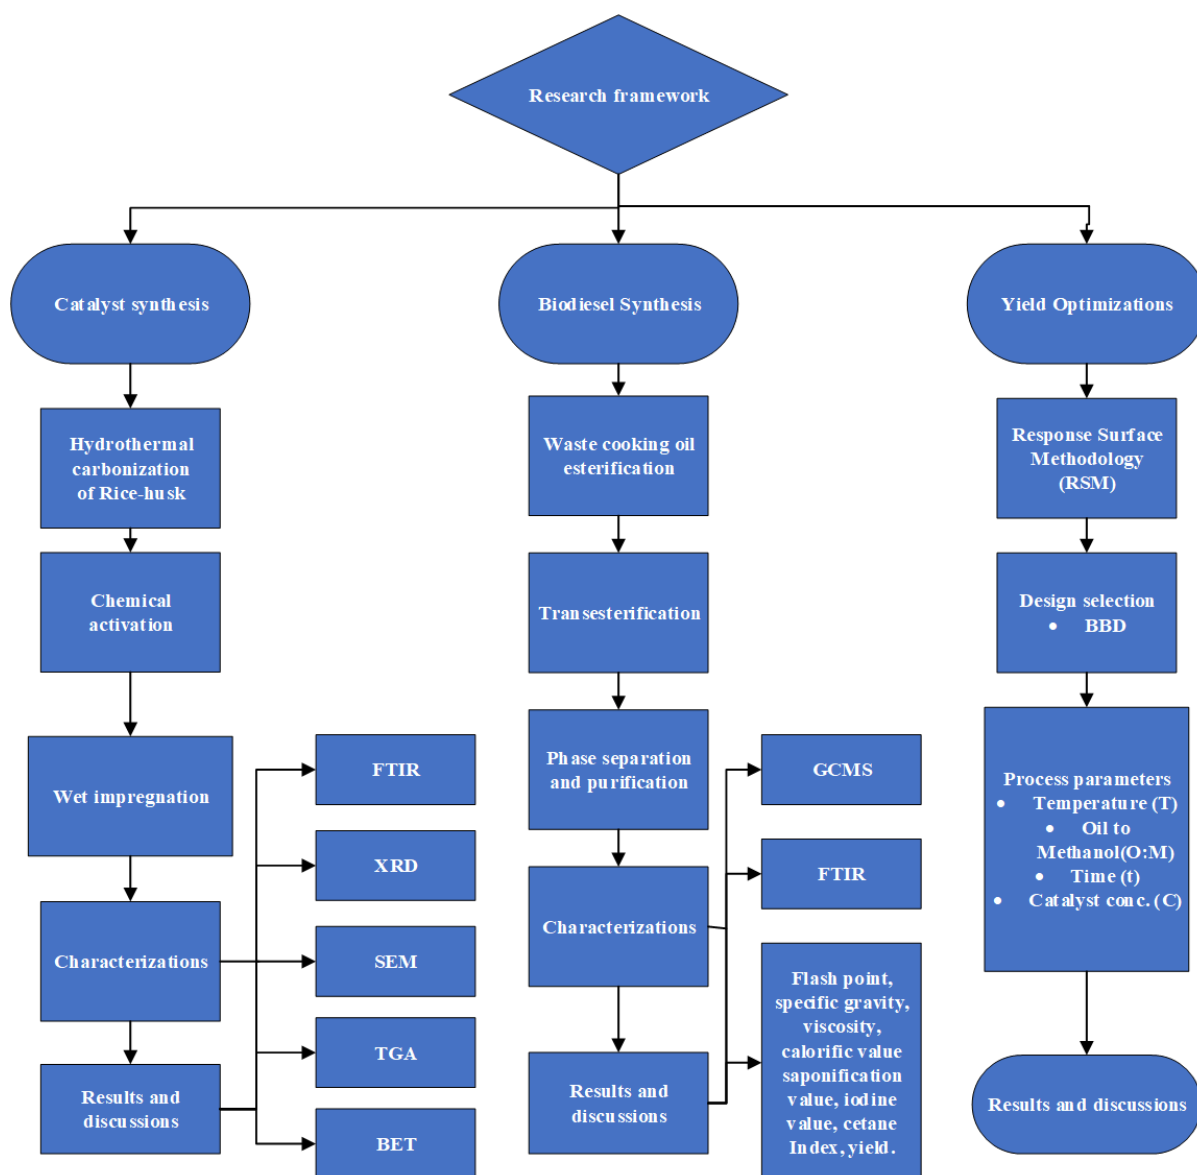 Research framework
Catalyst synthesis
Biodiesel Synthesis
Yield Optimizations
Hydrothermal
carbonization
of Rice-husk
Waste cooking oil
esterification
Response Surface
Methodology
(RSM)
Chemical
activation
Transesterification
Design selection
• BBD
Wet impregnation
FTIR
Phase separation
and purification
GCMS
Process parameters
• Temperature (T)
• Oil to
Methanol(O:M)
• Time (t)
• Catalyst conc. (C)
XRD
FTIR
Characterizations
SEM
Characterizations
Flash point,
specific gravity,
viscosity,
calorific value
saponification
value, iodine
value, cetane
Index, yield.
TGA
Results and
discussions
BET
Results and
discussions
Results and discussions